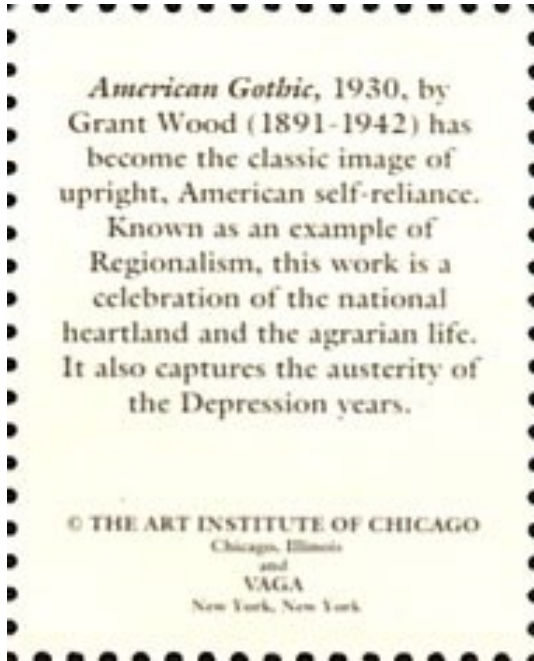 American Gothic, 1930, by
Grant Wood (1891-1942) has
become the classic image of
upright, American self-reliance.
Known as an example of
Regionalism, this work is a
celebration of the national
heartland and the agrarian life.
It also captures the austerity of
the Depression years.
© THE ART INSTITUTE OF CHICAGO
Chicago, Illinois
and
VAGA
New York, New York